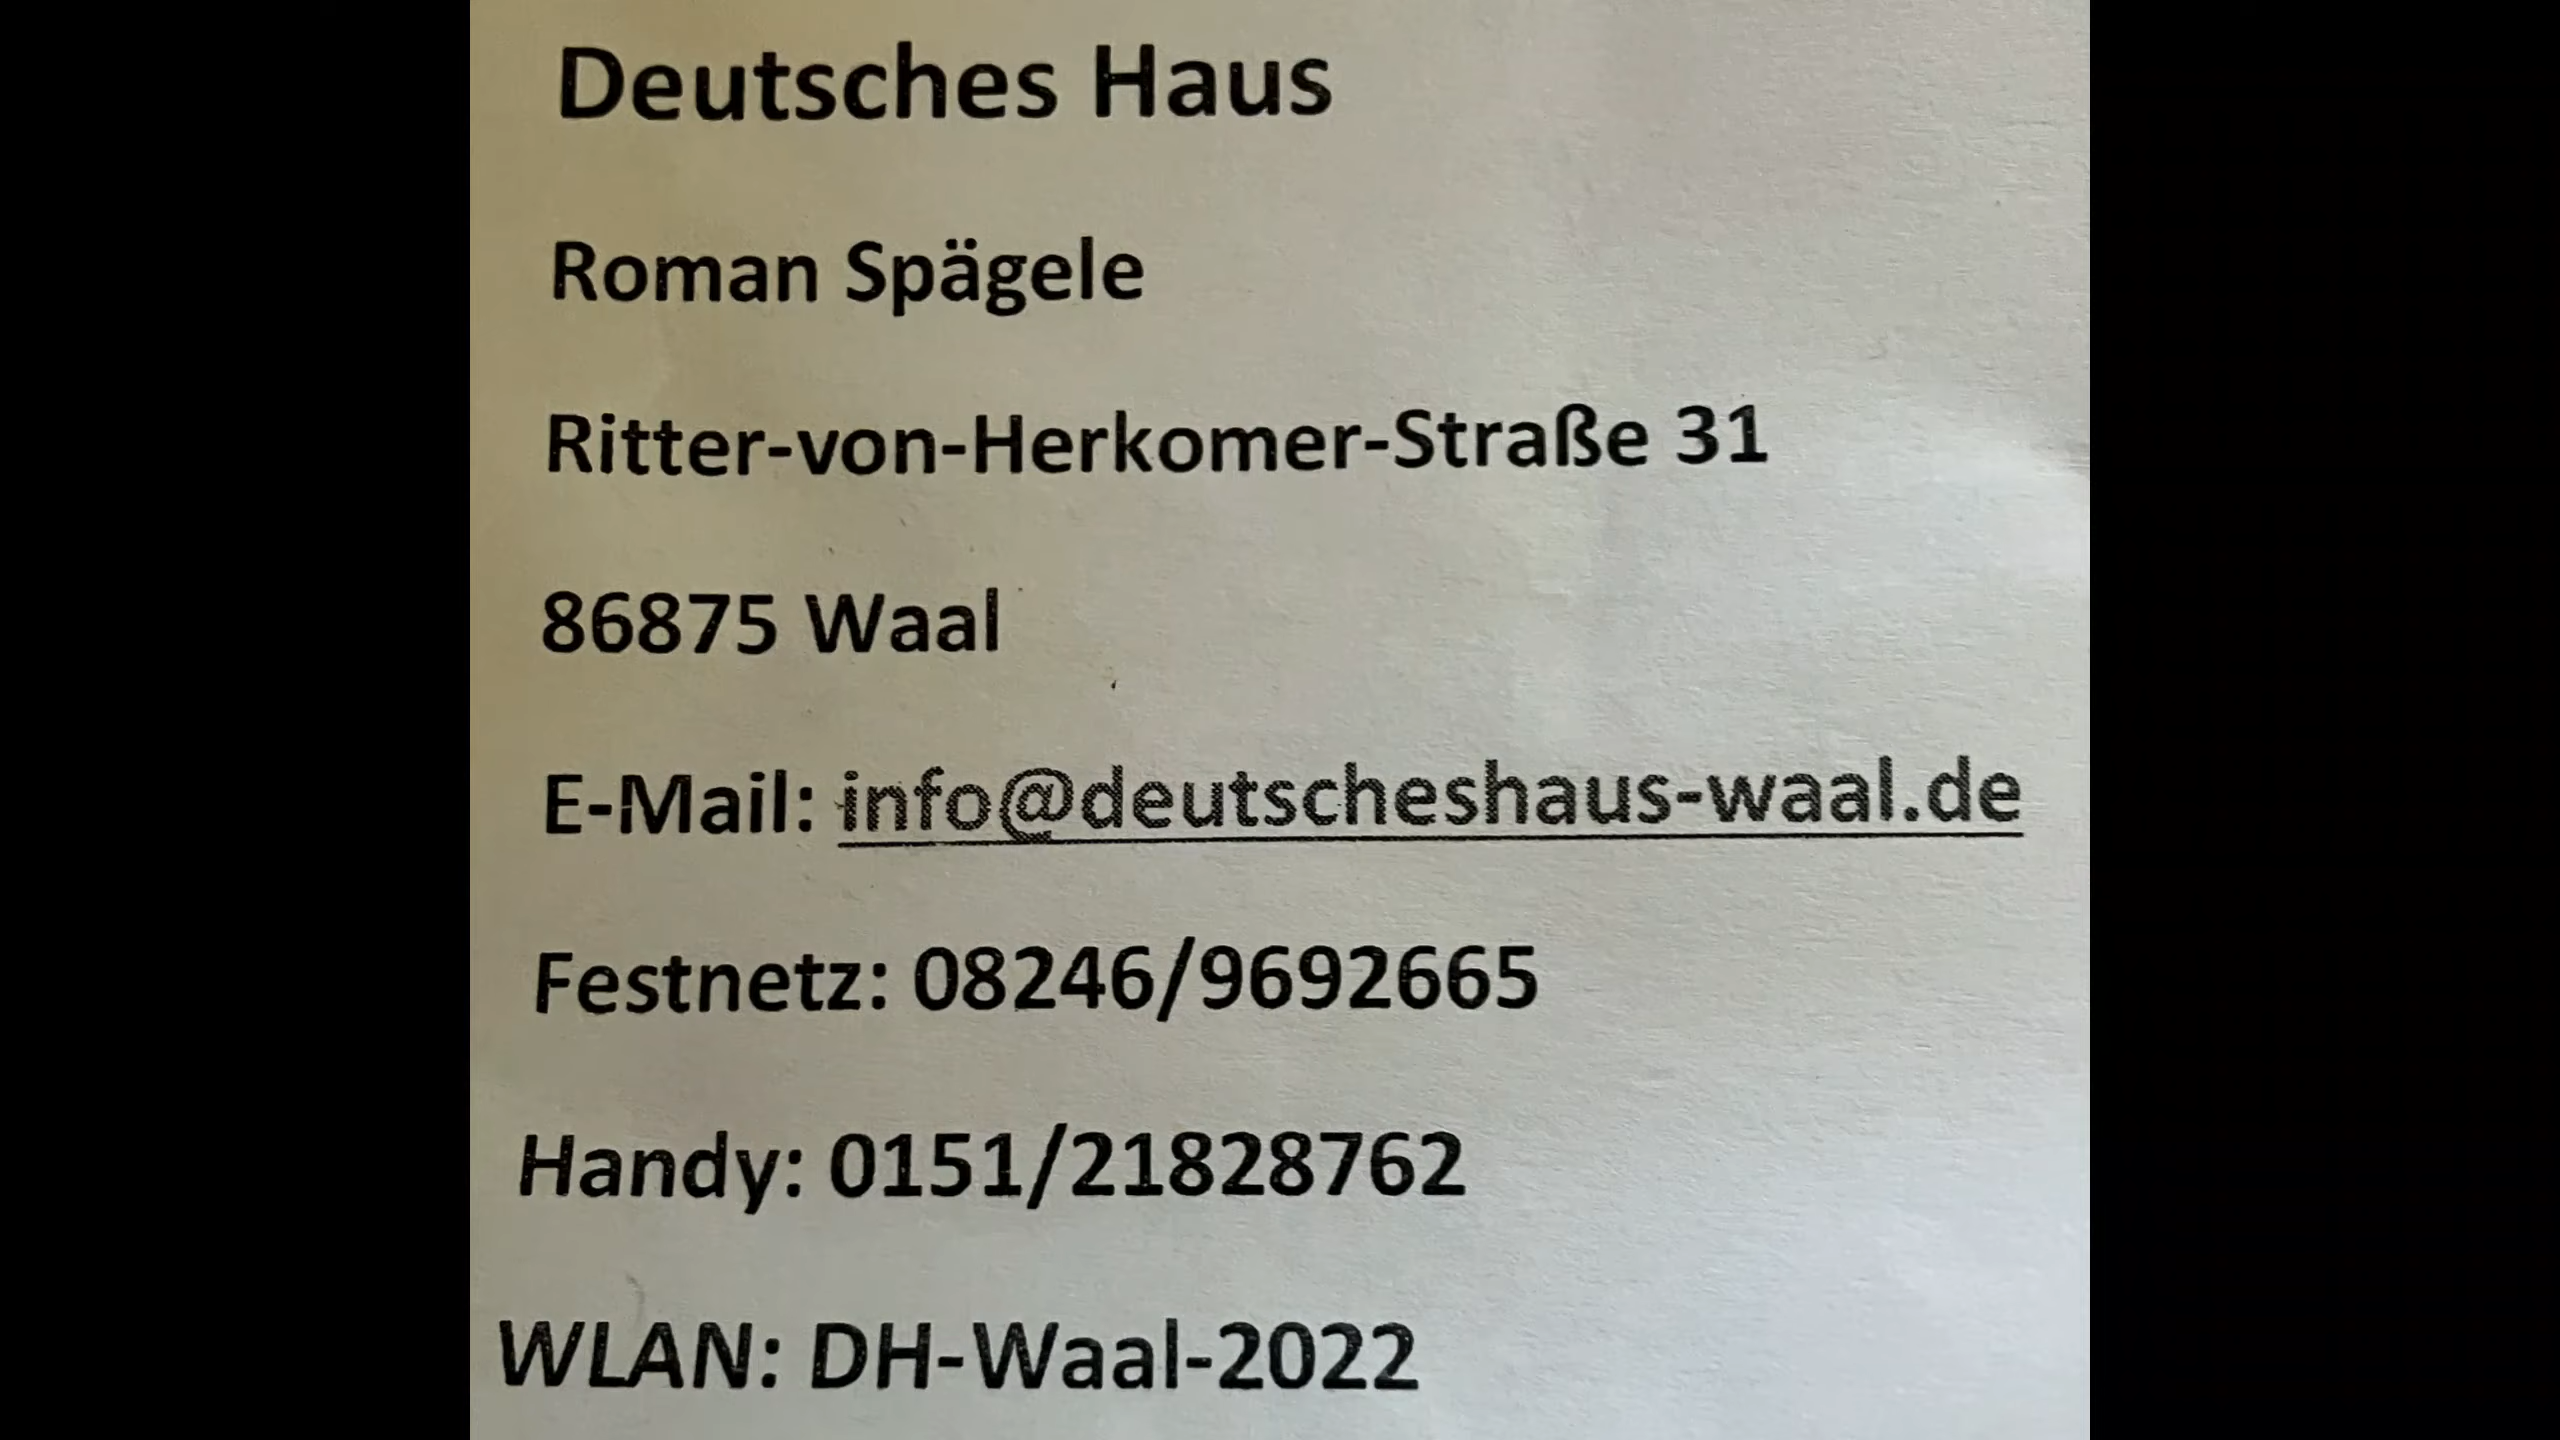 Deutsches Haus
Roman Spägele
Ritter-von-Herkomer-Straße 31
86875 Waal
E-Mail: info@deutscheshaus-waal.de
Festnetz: 08246/9692665
Handy: 0151/21828762
WLAN: DH-Waal-2022